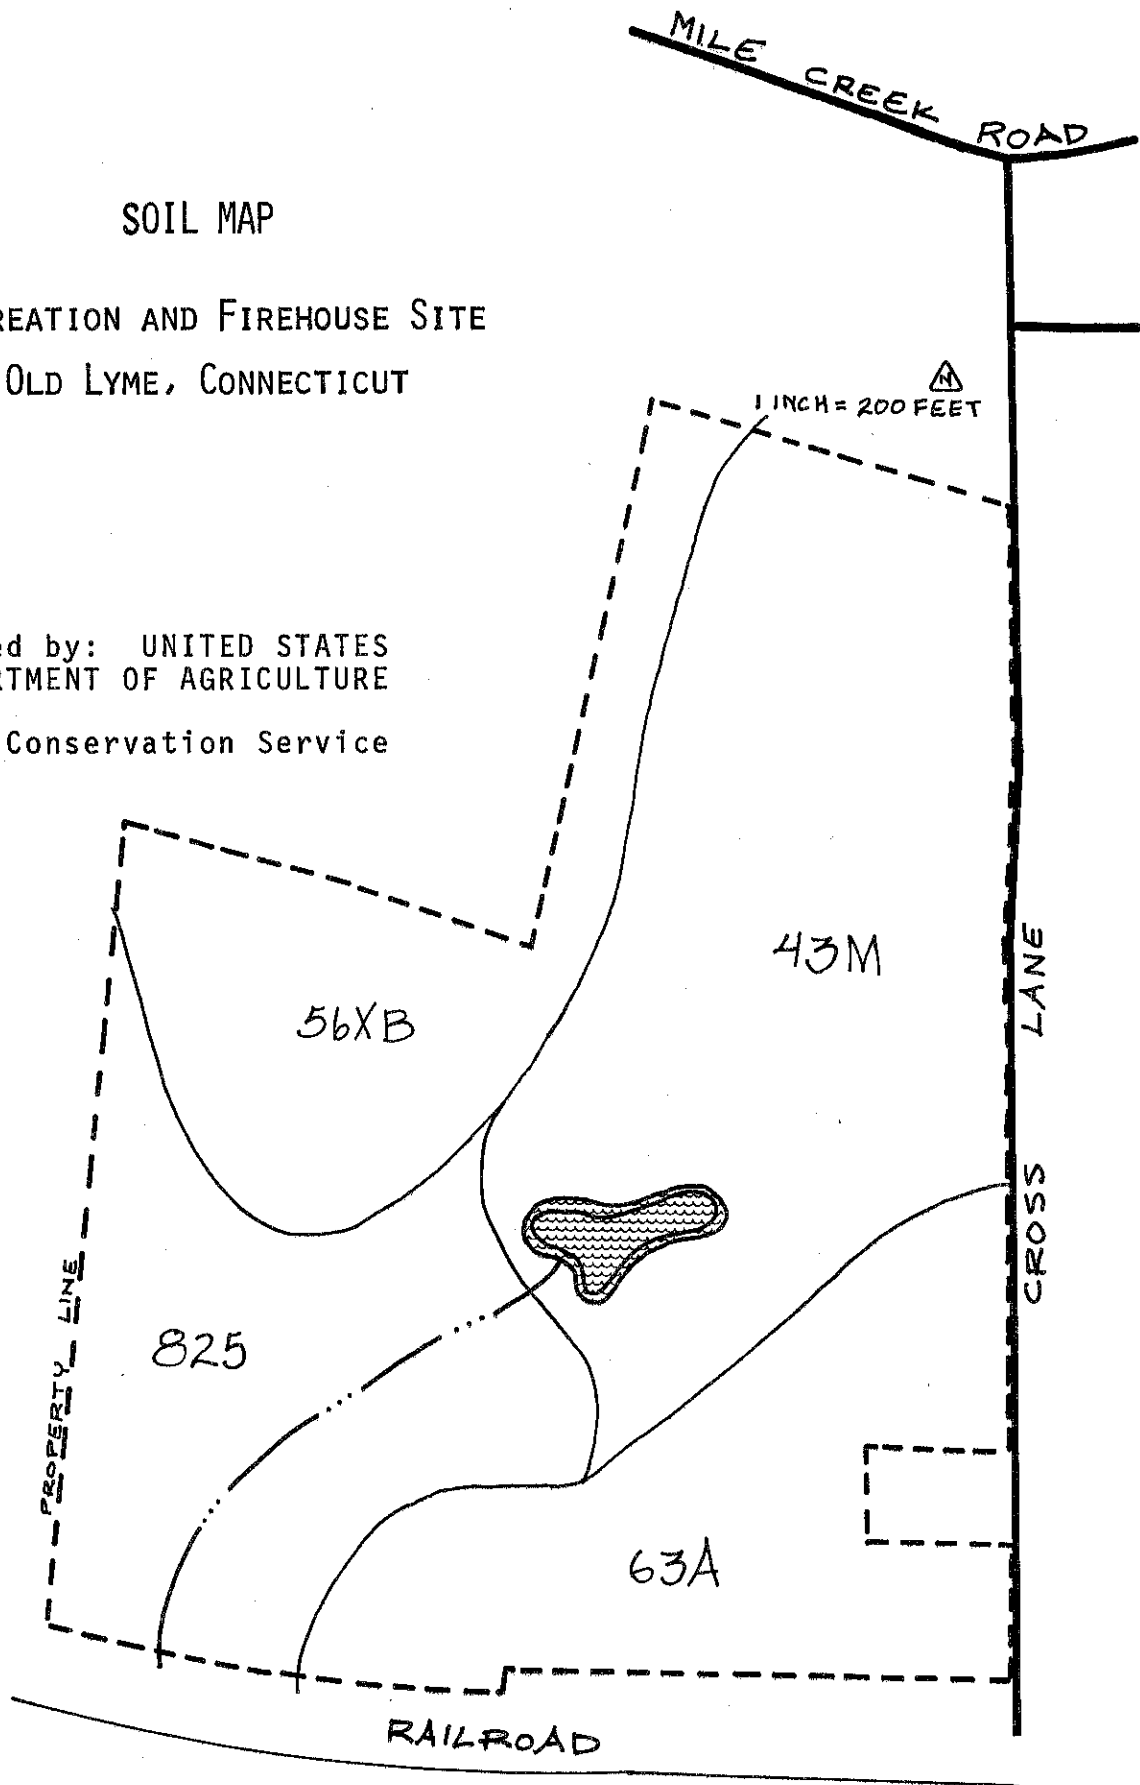 MILE CREEK ROAD
SOIL MAP
REATION AND FIREHOUSE SITE
OLD LYME, CONNECTICUT
N
1 INCH = 200 FEET
ed by: UNITED STATES
RTMENT OF AGRICULTURE
Conservation Service
43M
56XB
CROSS LANE
825
PROPERTY LINE
63A
RAILROAD